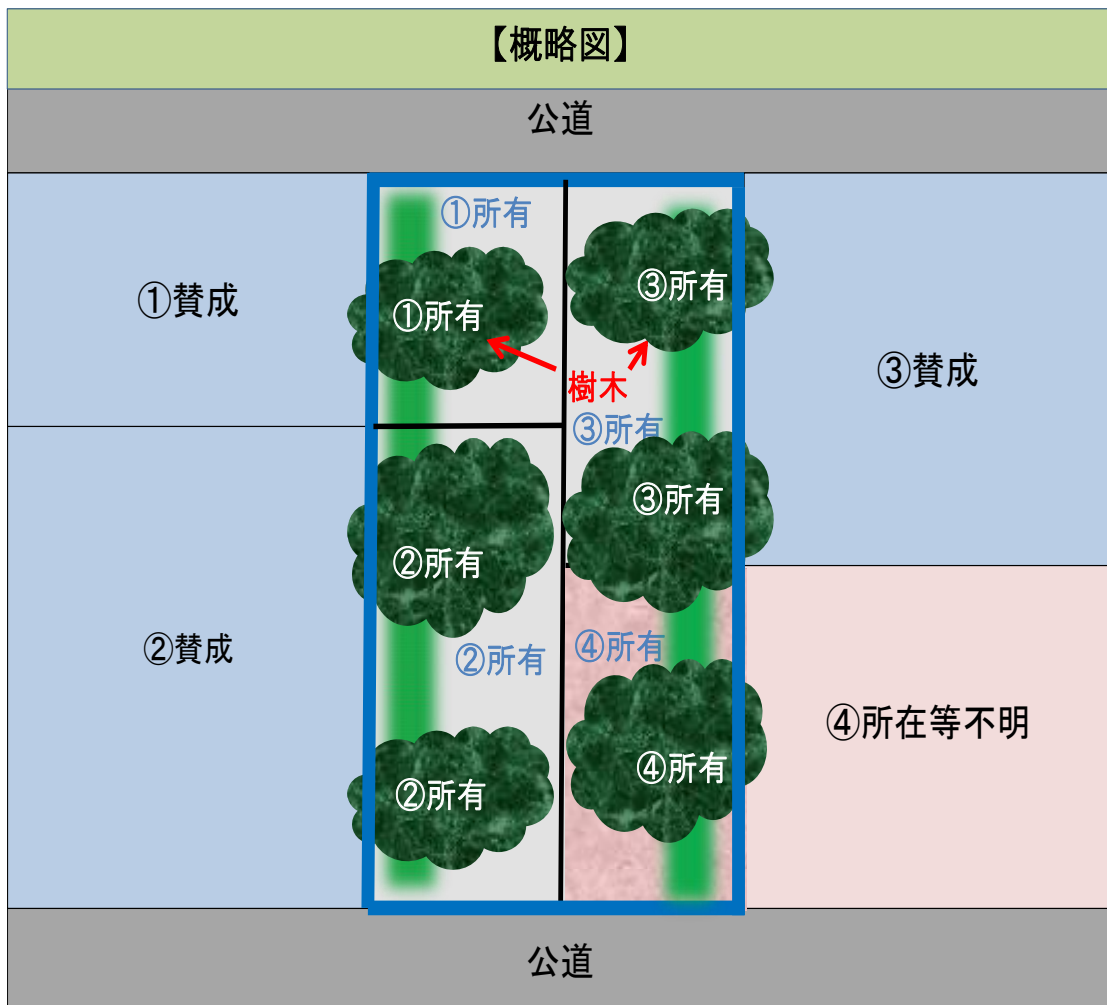 【概略図】
公道
①所有
①賛成
①所有
③所有
樹木
③賛成
③所有
③所有
②所有
②賛成
②所有
④所有
④所在等不明
②所有
④所有
公道